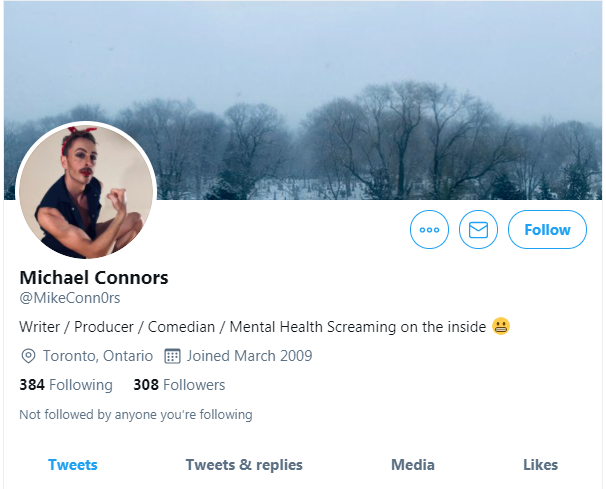 Follow
Michael Connors
@MikeConn0rs
Writer / Producer / Comedian / Mental Health Screaming on the inside 😬
Toronto, Ontario Joined March 2009
384 Following 308 Followers
Not followed by anyone you're following
Tweets Tweets & replies Media Likes